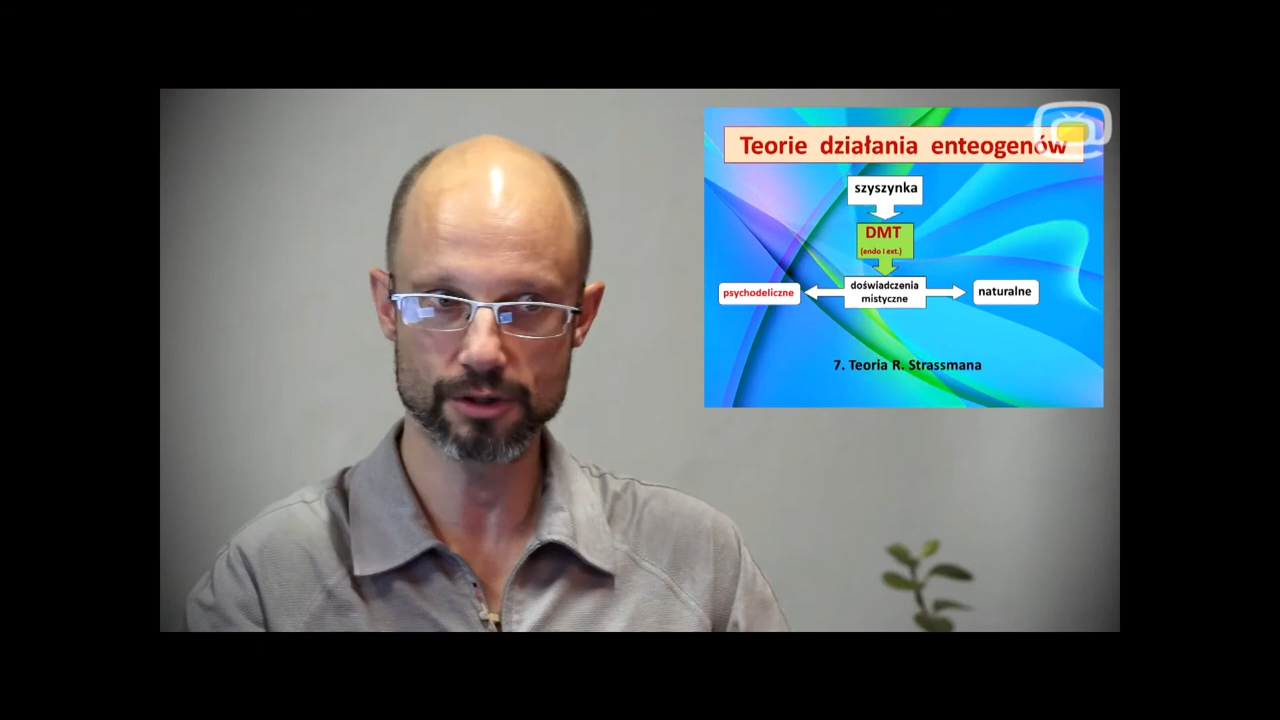 Teorie działania enteogenów
szyszynka
DMT
(endo i ext.)
psychodeliczne
doświadczenia
mistyczne
naturalne
7. Teoria R. Strassmana